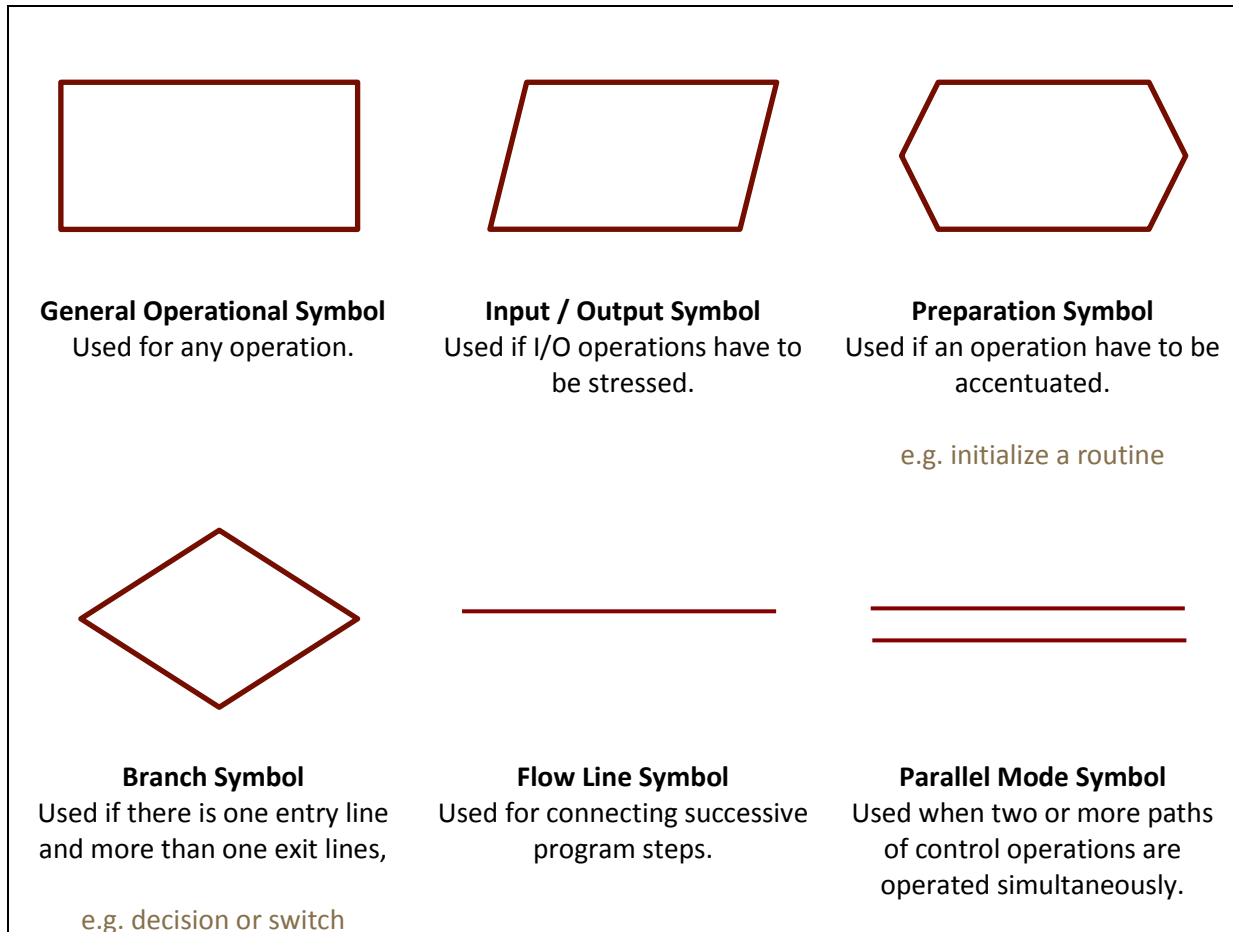 General Operational Symbol
Used for any operation.
Input / Output Symbol
Used if I/O operations have to
be stressed.
Preparation Symbol
Used if an operation have to be
accentuated.
e.g. initialize a routine
Branch Symbol
Used if there is one entry line
and more than one exit lines,
e.g. decision or switch
Flow Line Symbol
Used for connecting successive
program steps.
Parallel Mode Symbol
Used when two or more paths
of control operations are
operated simultaneously.